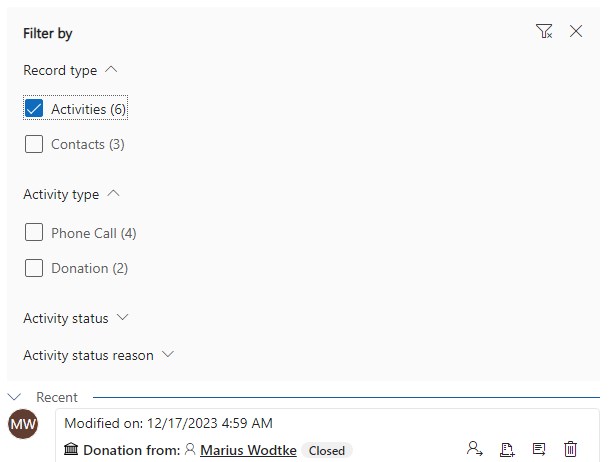 Filter by
Record type
Activities (6)
Contacts (3)
Activity type
Phone Call (4)
Donation (2)
Activity status
Activity status reason
Recent
MW
Modified on: 12/17/2023 4:59 AM
Donation from: Marius Wodtke Closed